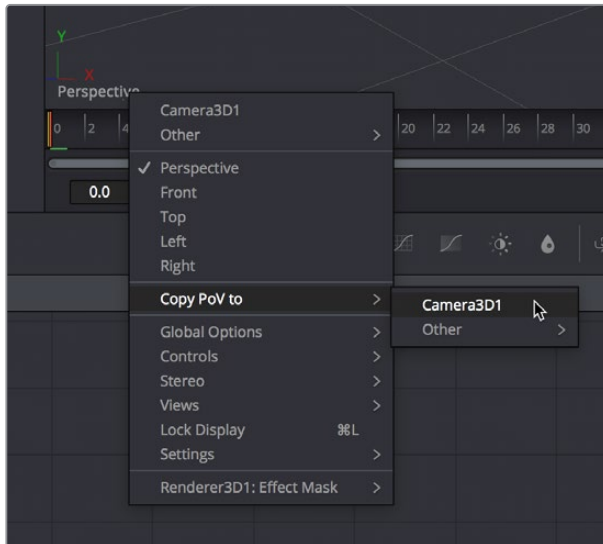 Y
X
Perspective
Camera3D1
Other
0 2 4 20 22 24 26 28 30
Perspective
0.0
Front
Top
Left
Right
Copy PoV to
Camera3D1
Other
Global Options
Controls
Stereo
Views
Lock Display ⌘L
Settings
Renderer3D1: Effect Mask